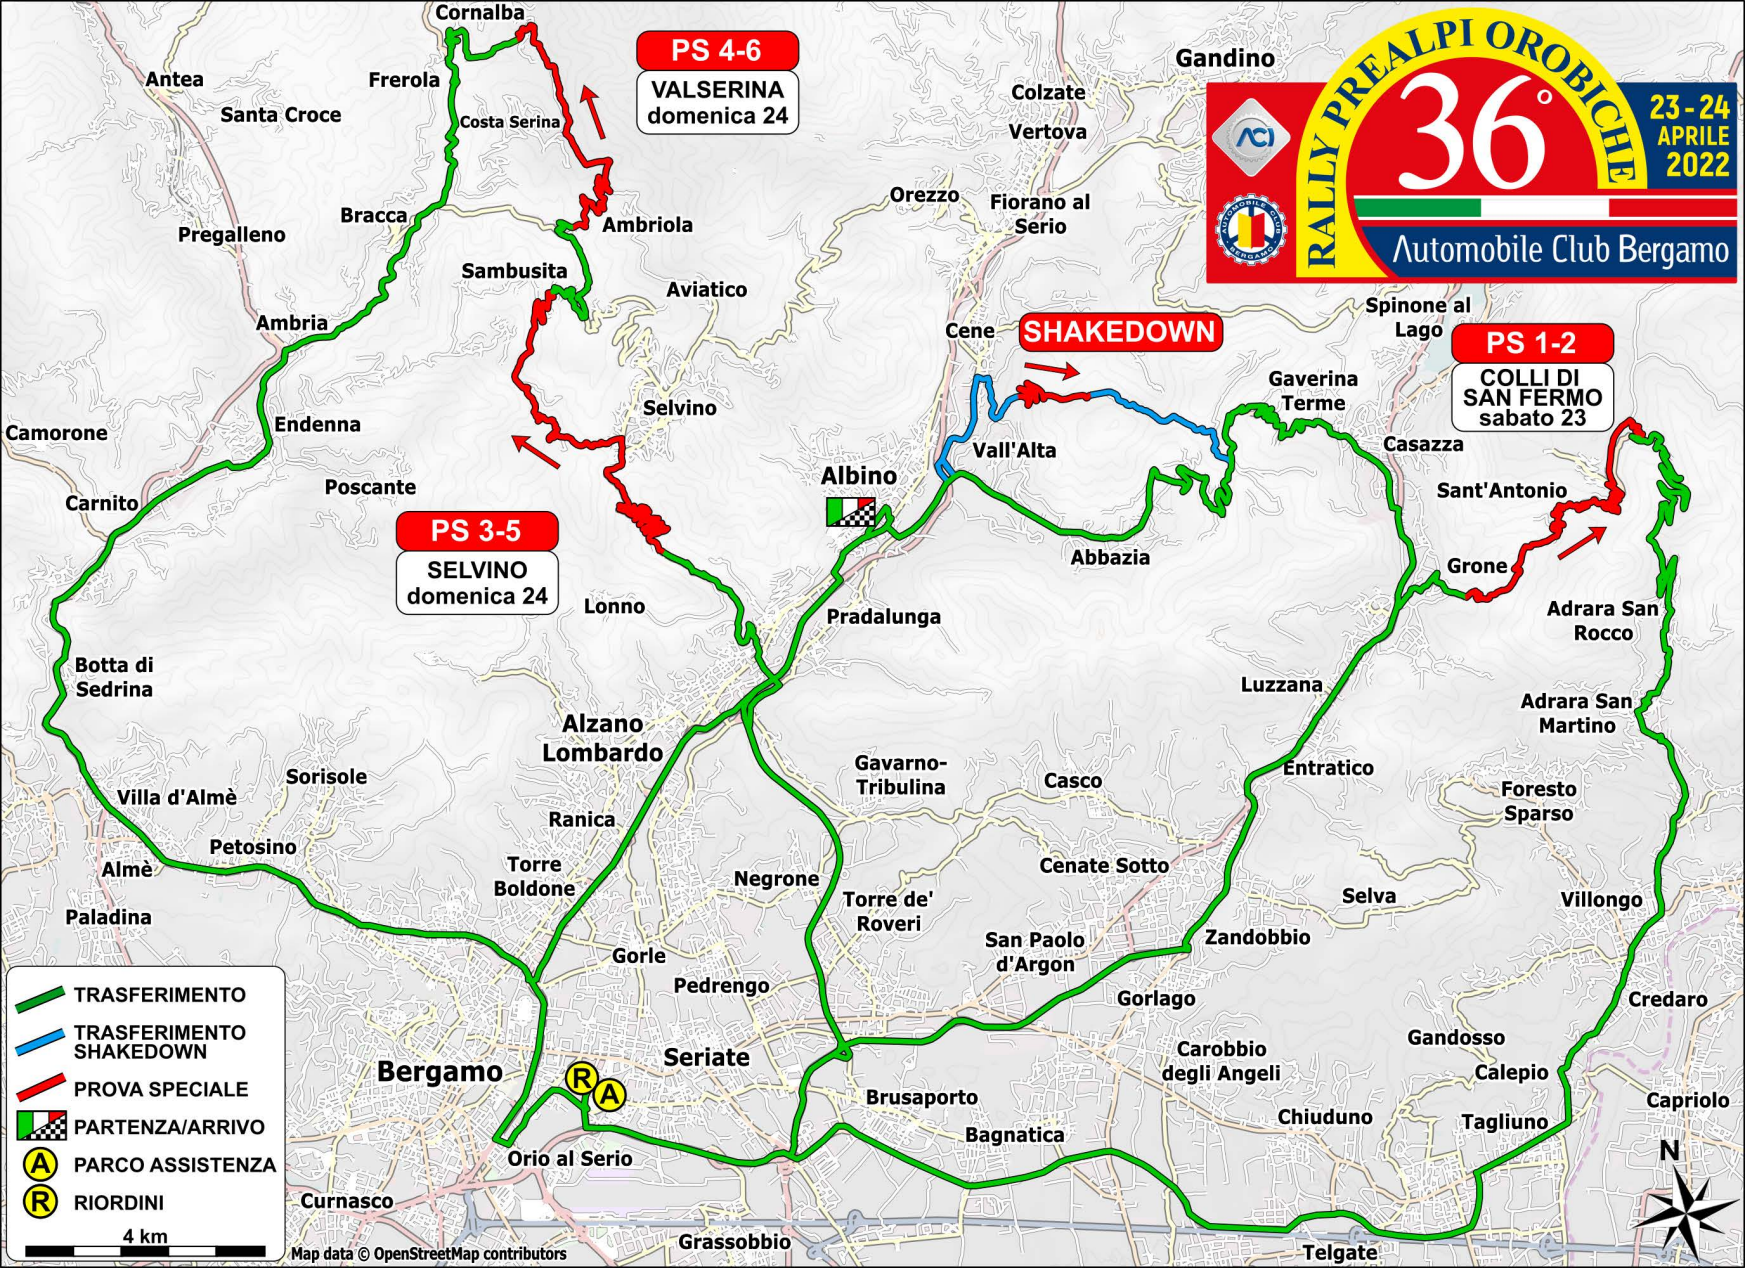 Cornalba
Antea
Frerola
Santa Croce
Costa Serina
PS 4-6
VALSERINA
domenica 24
Gandino
Colzate
Vertova
RALLY PREALPI OROBICHE
36°
23-24
APRILE
2022
ACI
AUTOMOBILE CLUB
BERGAMO
Automobile Club Bergamo
Bracca
Pregalleno
Ambriola
Orezzo
Fiorano al
Serio
Sambusita
Aviatico
Ambria
Cene
SHAKEDOWN
Spinone al
Lago
PS 1-2
COLLI DI
SAN FERMO
sabato 23
Gaverina
Terme
Selvino
Endenna
Camorone
Casazza
Vall'Alta
Albino
Poscante
Carnito
Sant'Antonio
PS 3-5
SELVINO
domenica 24
Abbazia
Grone
Lonno
Pradalunga
Adrara San
Rocco
Botta di
Sedrina
Luzzana
Adrara San
Martino
Alzano
Lombardo
Gavarno-
Tribulina
Casco
Entratico
Foresto
Sparso
Sorisole
Villa d'Almè
Ranica
Petosino
Almè
Torre
Boldone
Negrone
Cenate Sotto
Torre de'
Roveri
Selva
Villongo
Paladina
San Paolo
d'Argon
Zandobbio
Gorle
Pedrengo
Gorlago
Credaro
TRASFERIMENTO
TRASFERIMENTO
SHAKEDOWN
PROVA SPECIALE
PARTENZA/ARRIVO
A PARCO ASSISTENZA
R RIORDINI
4 km
Bergamo
Seriate
R
A
Gandosso
Carobbio
degli Angeli
Calepio
Brusaporto
Chiuduno
Capriolo
Tagliuno
Bagnatica
Orio al Serio
N
Curnasco
Grassobbio
Telgate
Map data © OpenStreetMap contributors